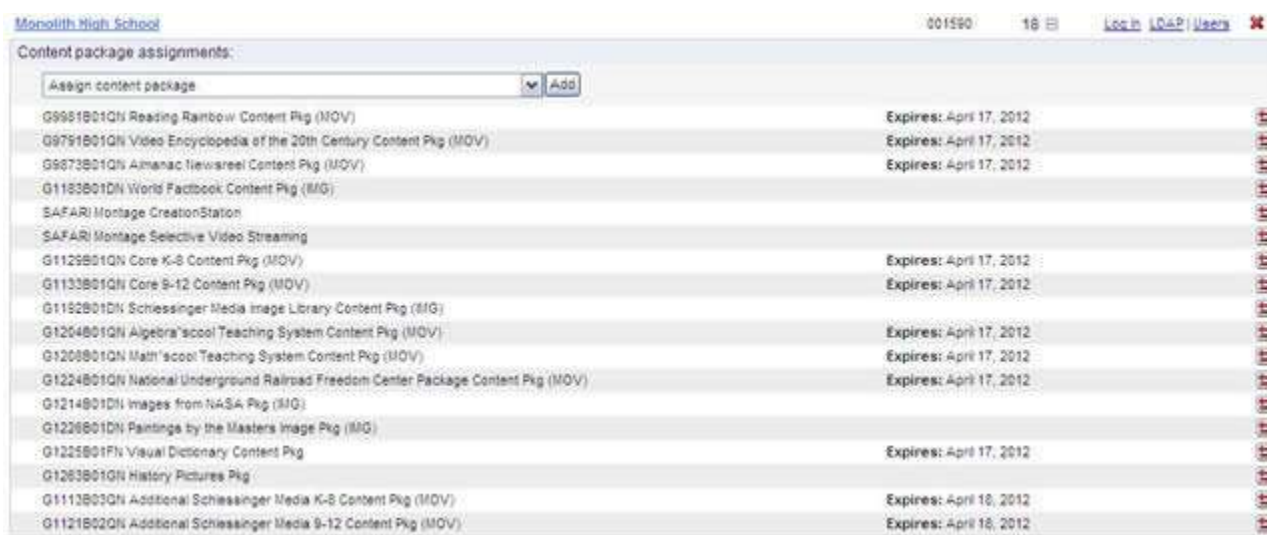 Monolith High School 001590 18 Log in LDAP | Users
Content package assignments:
Assign content package Add
G9981B01QN Reading Rainbow Content Pkg (MOV) Expires: April 17, 2012
G9791B01QN Video Encyclopedia of the 20th Century Content Pkg (MOV) Expires: April 17, 2012
G9873B01QN Almanac Newsreel Content Pkg (MOV) Expires: April 17, 2012
G1183B01DN World Factbook Content Pkg (IMG)
SAFARI Montage CreationStation
SAFARI Montage Selective Video Streaming
G1129B01QN Core K-8 Content Pkg (MOV) Expires: April 17, 2012
G1133B01QN Core 9-12 Content Pkg (MOV) Expires: April 17, 2012
G1192B01DN Schlessinger Media Image Library Content Pkg (IMG)
G1204B01QN Algebra'scool Teaching System Content Pkg (MOV) Expires: April 17, 2012
G1208B01QN Math'scool Teaching System Content Pkg (MOV) Expires: April 17, 2012
G1224B01QN National Underground Railroad Freedom Center Package Content Pkg (MOV) Expires: April 17, 2012
G1214B01DN Images from NASA Pkg (IMG)
G1226B01DN Paintings by the Masters Image Pkg (IMG)
G1225B01FN Visual Dictionary Content Pkg Expires: April 17, 2012
G1263B01GN History Pictures Pkg
G1113B03QN Additional Schlessinger Media K-8 Content Pkg (MOV) Expires: April 18, 2012
G1121B02QN Additional Schlessinger Media 9-12 Content Pkg (MOV) Expires: April 18, 2012